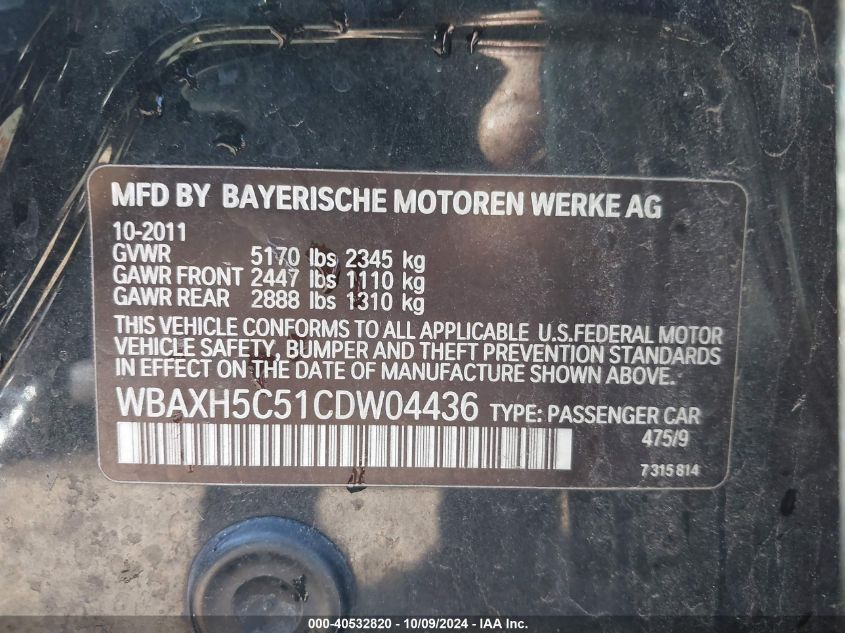 MFD BY BAYERISCHE MOTOREN WERKE AG
10-2011
GVWR 5170 lbs 2345 kg
GAWR FRONT 2447 lbs 1110 kg
GAWR REAR 2888 lbs 1310 kg
THIS VEHICLE CONFORMS TO ALL APPLICABLE U.S.FEDERAL MOTOR
VEHICLE SAFETY, BUMPER AND THEFT PREVENTION STANDARDS
IN EFFECT ON THE DATE OF MANUFACTURE SHOWN ABOVE.
WBAXH5C51CDW04436 TYPE: PASSENGER CAR
475/9
7 315 814
000-40532820 - 10/09/2024 - IAA Inc.